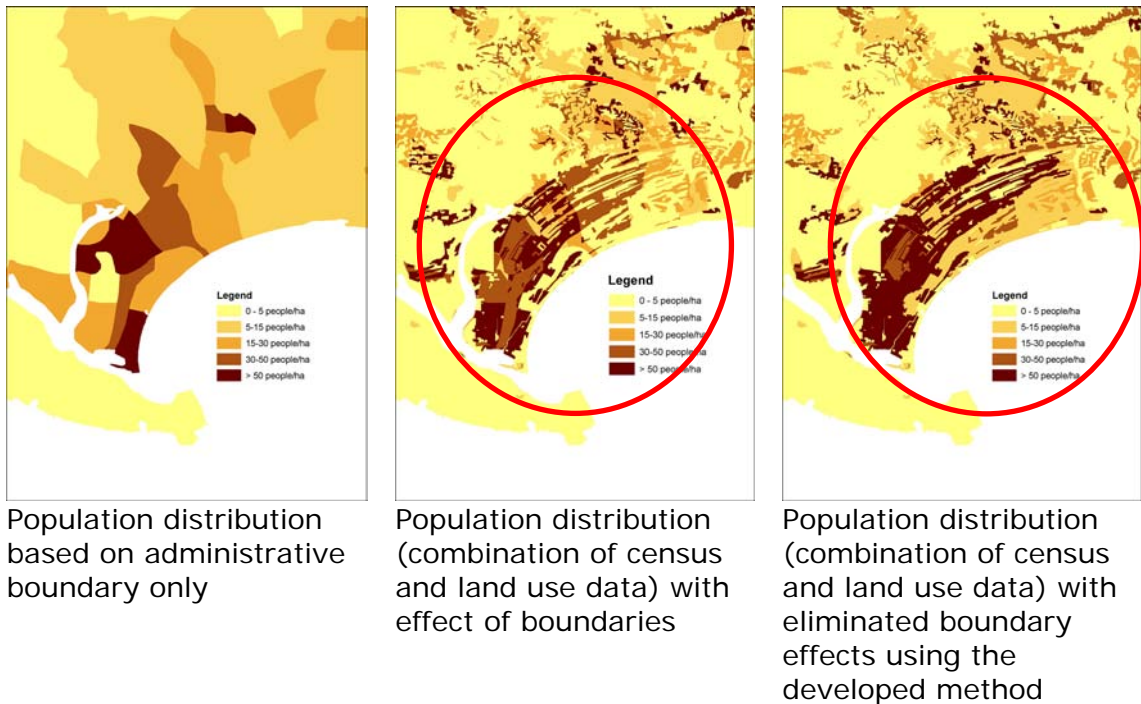 Legend
0 - 5 people/ha
5-15 people/ha
15-30 people/ha
30-50 people/ha
> 50 people/ha
Legend
0 - 5 people/ha
5-15 people/ha
15-30 people/ha
30-50 people/ha
> 50 people/ha
Legend
0 - 5 people/ha
5-15 people/ha
15-30 people/ha
30-50 people/ha
> 50 people/ha
Population distribution
based on administrative
boundary only
Population distribution
(combination of census
and land use data) with
effect of boundaries
Population distribution
(combination of census
and land use data) with
eliminated boundary
effects using the
developed method